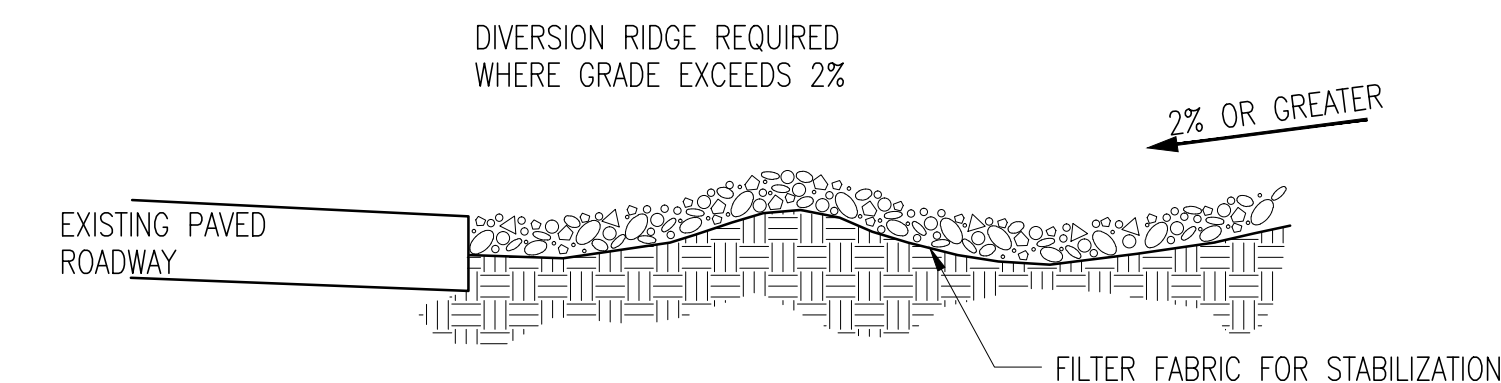 DIVERSION RIDGE REQUIRED
WHERE GRADE EXCEEDS 2%
2% OR GREATER
EXISTING PAVED
ROADWAY
FILTER FABRIC FOR STABILIZATION